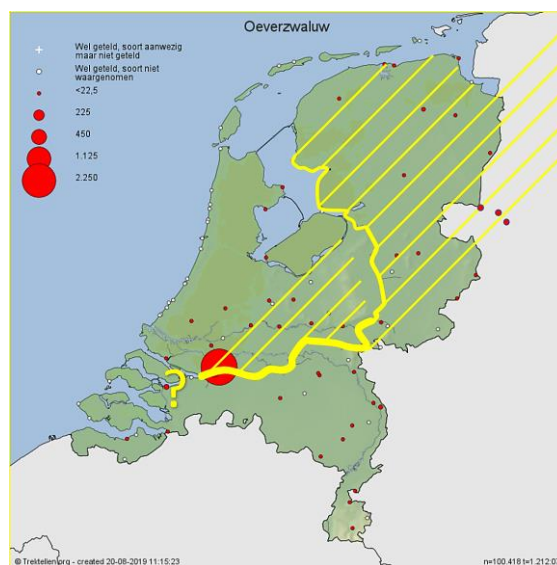 Oeverzwaluw
Wel geteld, soort aanwezig
maar niet geteld
Wel geteld, soort niet
waargenomen
<22,5
225
450
1.125
2.250
?
© Trektellen.org - created 20-08-2019 11:15:23